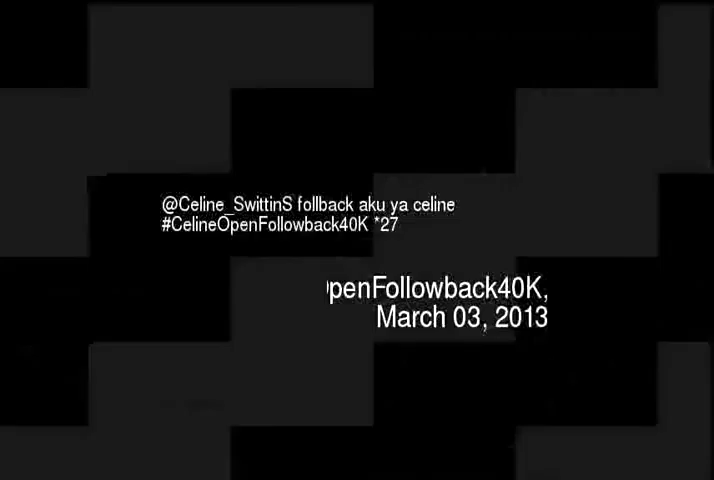 @Celine_SwittinS follback aku ya celine
#CelineOpenFollowback40K *27
penFollowback40K,
March 03, 2013